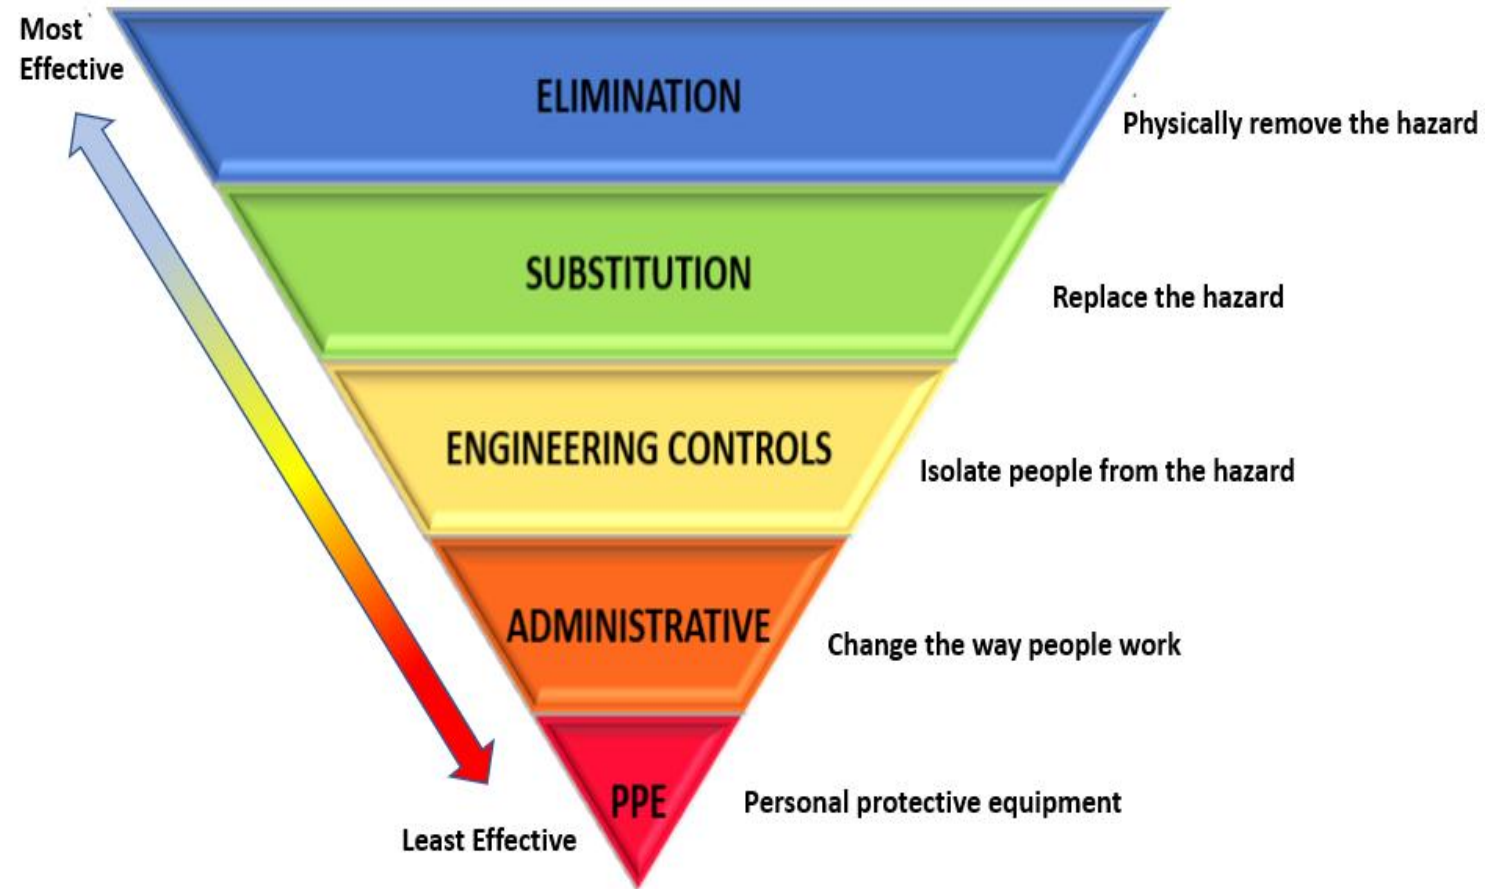 Most
Effective
ELIMINATION
Physically remove the hazard
SUBSTITUTION
Replace the hazard
ENGINEERING CONTROLS
Isolate people from the hazard
ADMINISTRATIVE
Change the way people work
PPE
Personal protective equipment
Least Effective